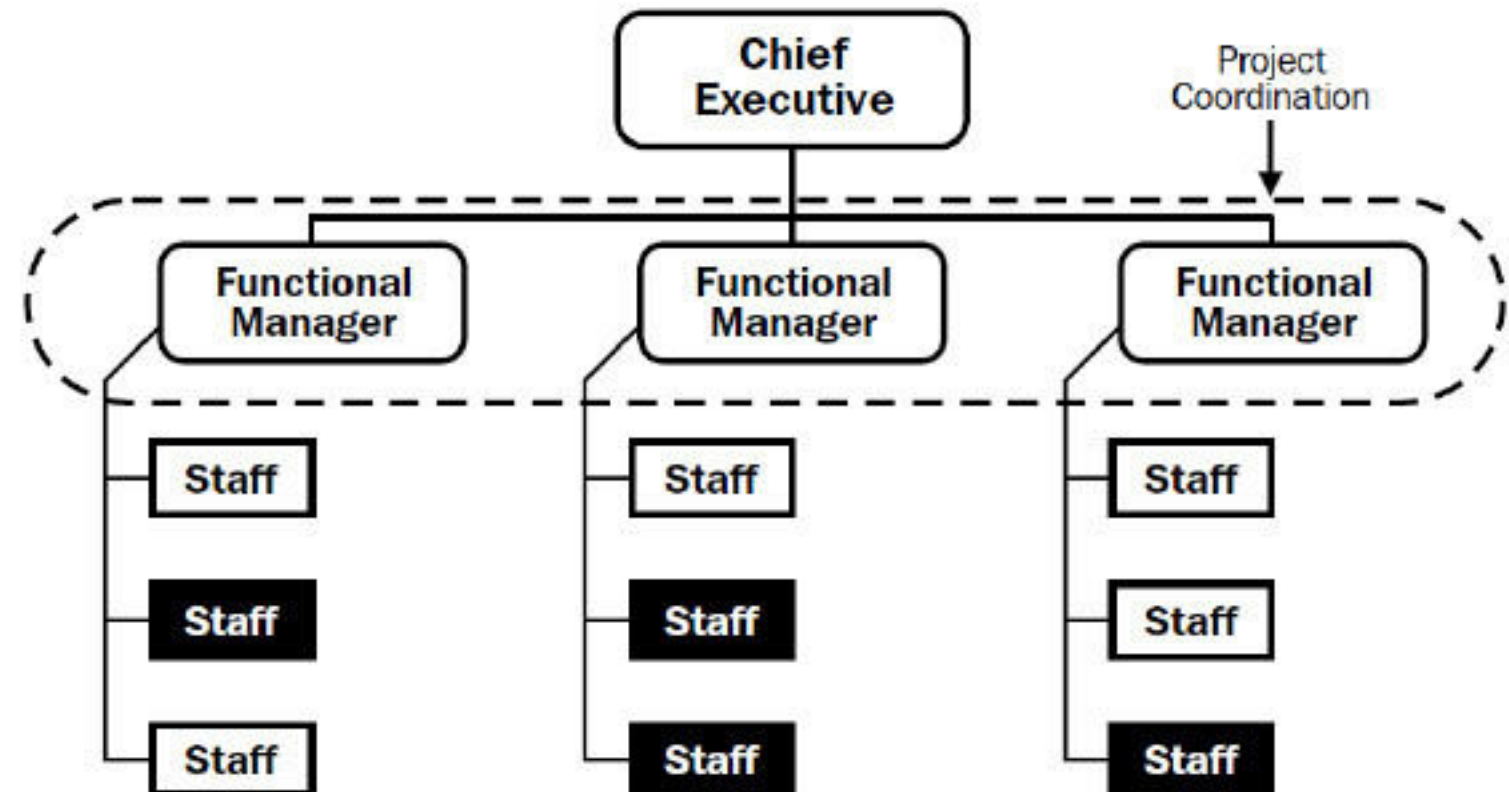 Chief
Executive
Project
Coordination
Functional
Manager
Functional
Manager
Functional
Manager
Staff
Staff
Staff
Staff
Staff
Staff
Staff
Staff
Staff